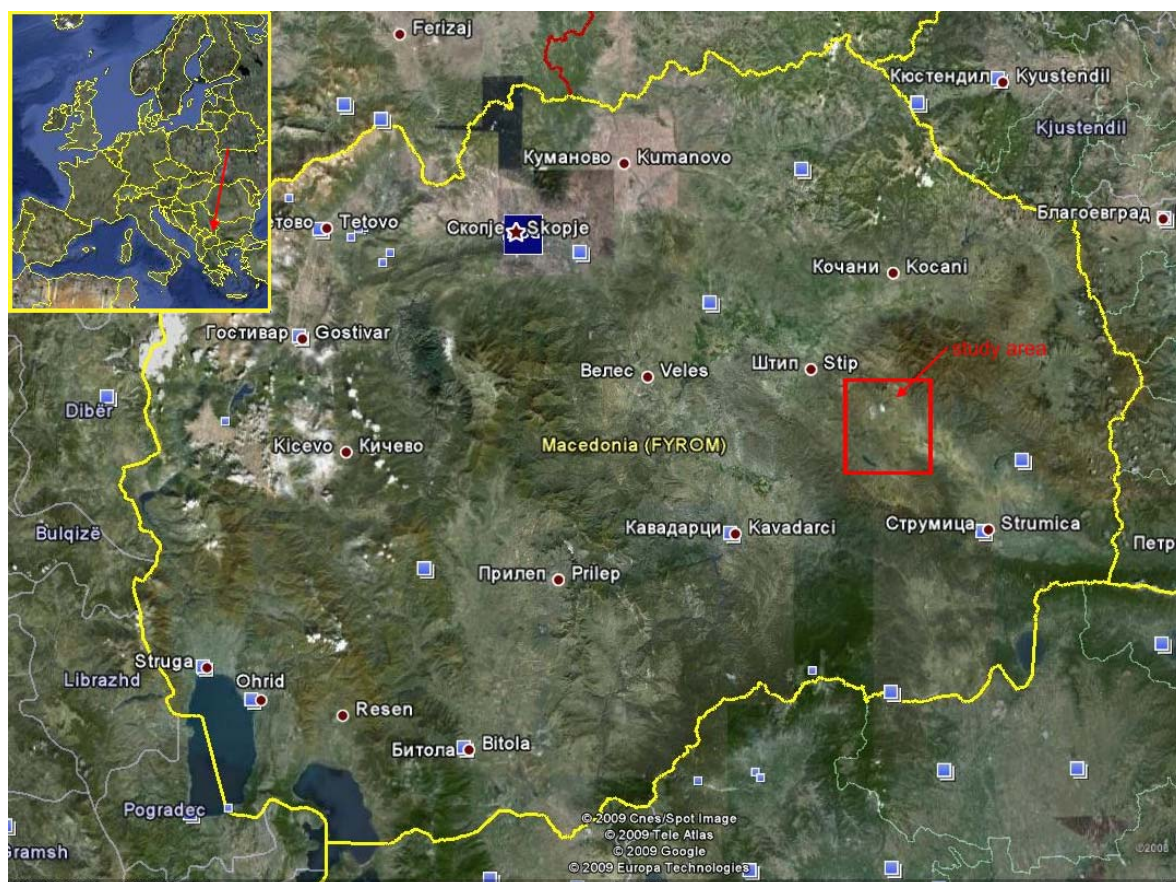 Ferizaj
Кюстендил Kyustendil
Kjustendil
Куманово Kumanovo
Благоевград
тово Tetovo
Скопје Skopje
Кочани Kocani
Гостивар Gostivar
study area
Велес Veles
Штип Stip
Dibër
Kicevo Кичево
Macedonia (FYROM)
Bulqizë
Кавадарци Kavadarci
Струмица Strumica
Петр
Прилеп Prilep
Struga
Librazhd
Ohrid
Resen
Битола Bitola
Pogradec
© 2009 Cnes/Spot Image
© 2009 Tele Atlas
© 2009 Google
© 2009 Europa Technologies
©2008
Gramsh